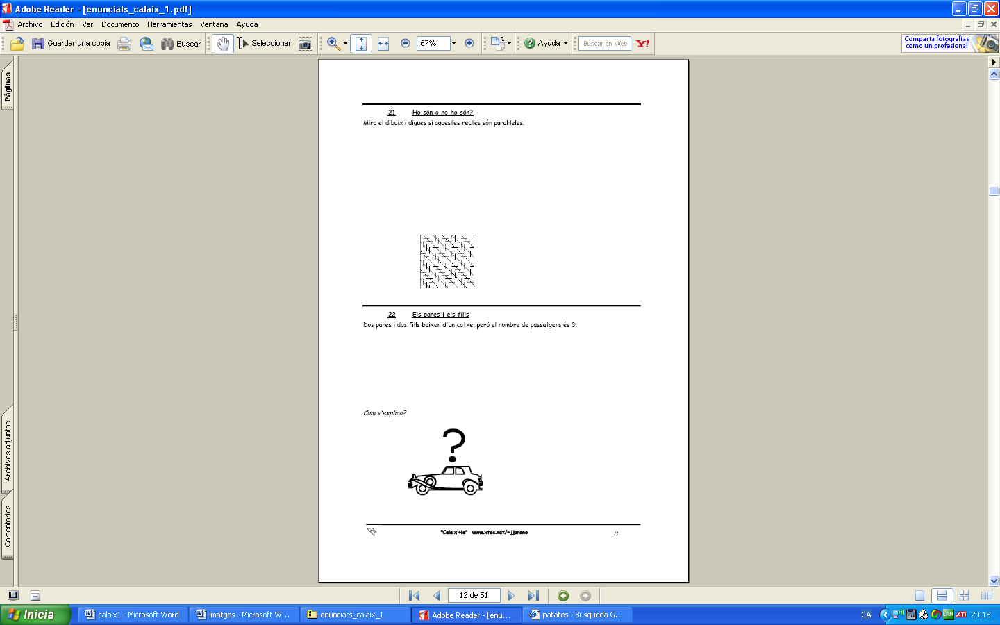 Adobe Reader - [enunciats_calaix_1.pdf]
Archivo Edición Ver Documento Herramientas Ventana Ayuda
Guardar una copia Buscar Seleccionar 67% Ayuda Buscar en Web Y!
Comparta fotografías
como un profesional
Páginas
Archivos adjuntos
Comentarios
21 Ho són o no ho són?
Mira el dibuix i digues si aquestes rectes són paral·leles.
22 Els pares i els fills
Dos pares i dos fills baixen d'un cotxe, però el nombre de passatgers és 3.
Com s'explica?
?
"Calaix +ie" www.xtec.net/~jjareno 11
12 de 51
Inicia calaix1 - Microsoft Word imatges - Microsoft W... enunciats_calaix_1 Adobe Reader - [enu... patates - Busqueda G... CA LAN ATI 20:18